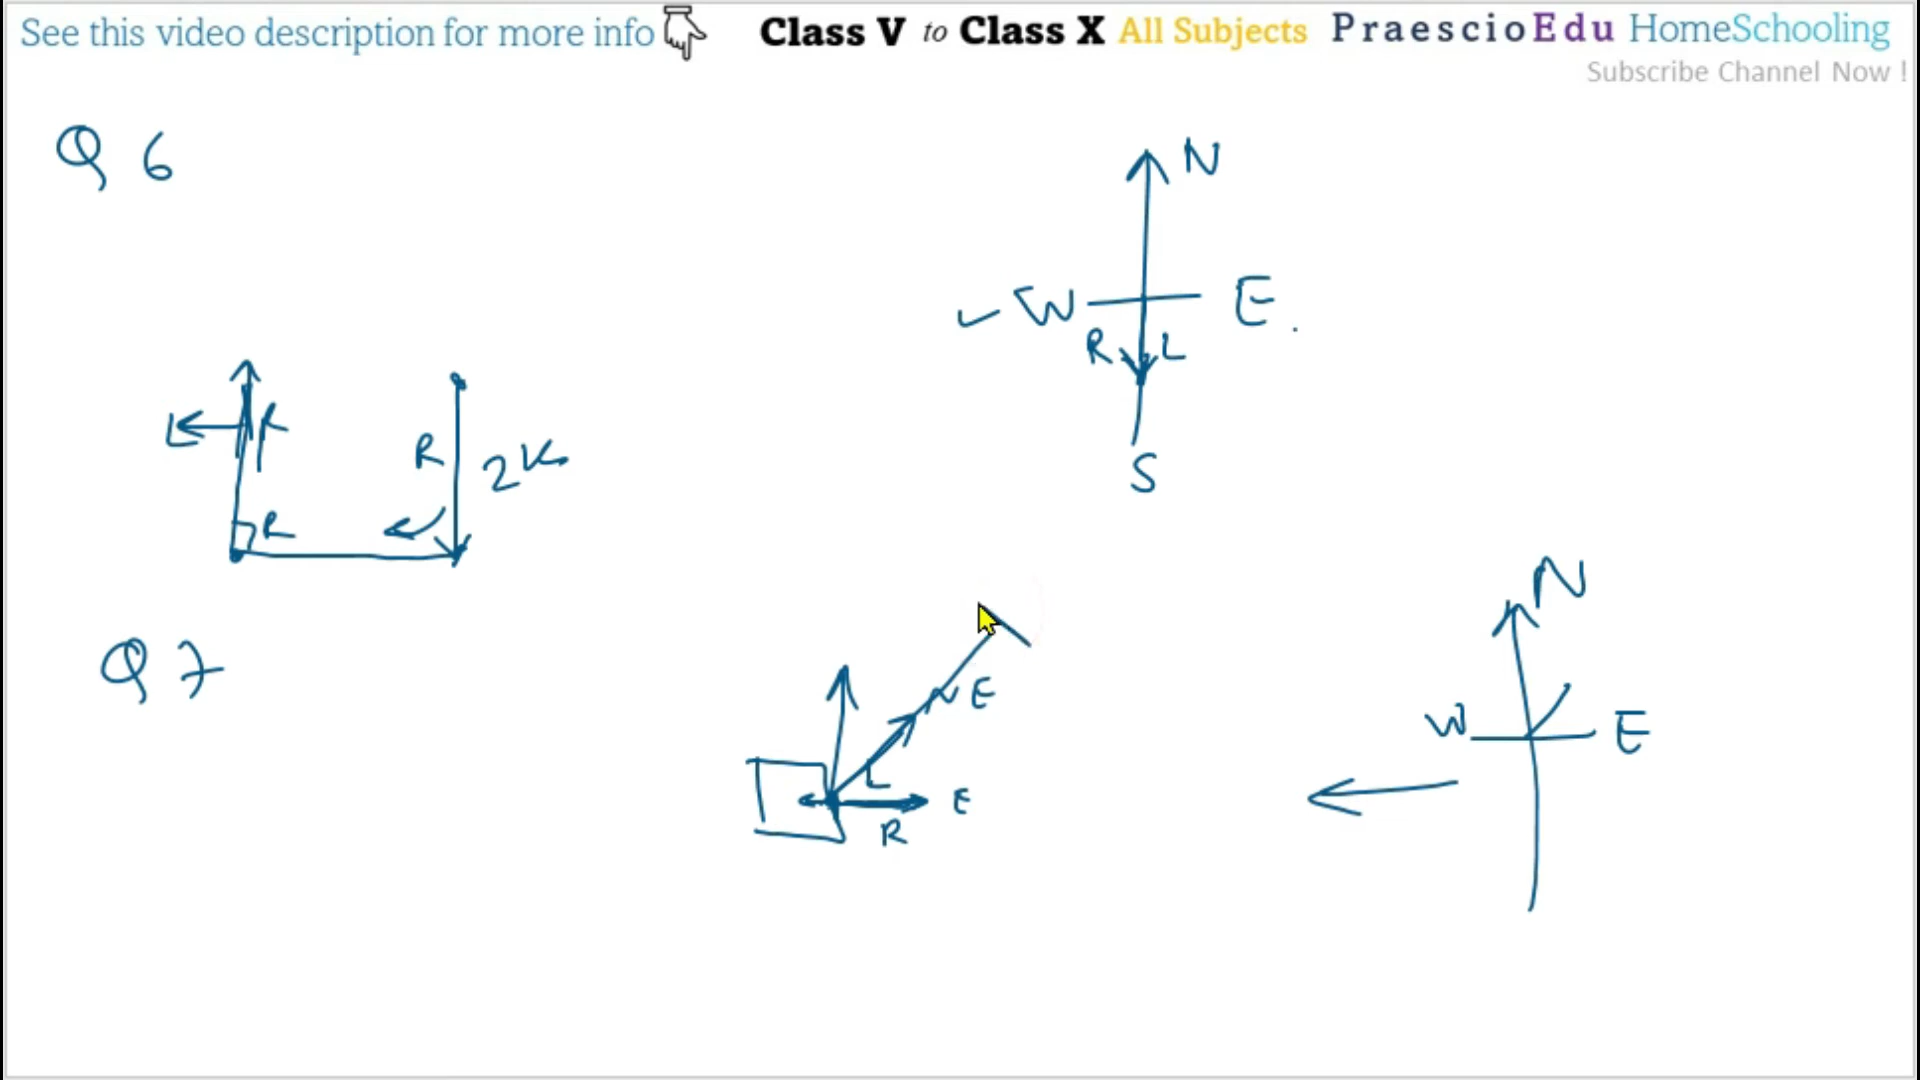 See this video description for more info Class V to Class X All Subjects PraescioEdu HomeSchooling
Subscribe Channel Now !
Q 6
N
W E.
R L
S
R
2K
R
Q 7
N
W E
NE
L
E
R